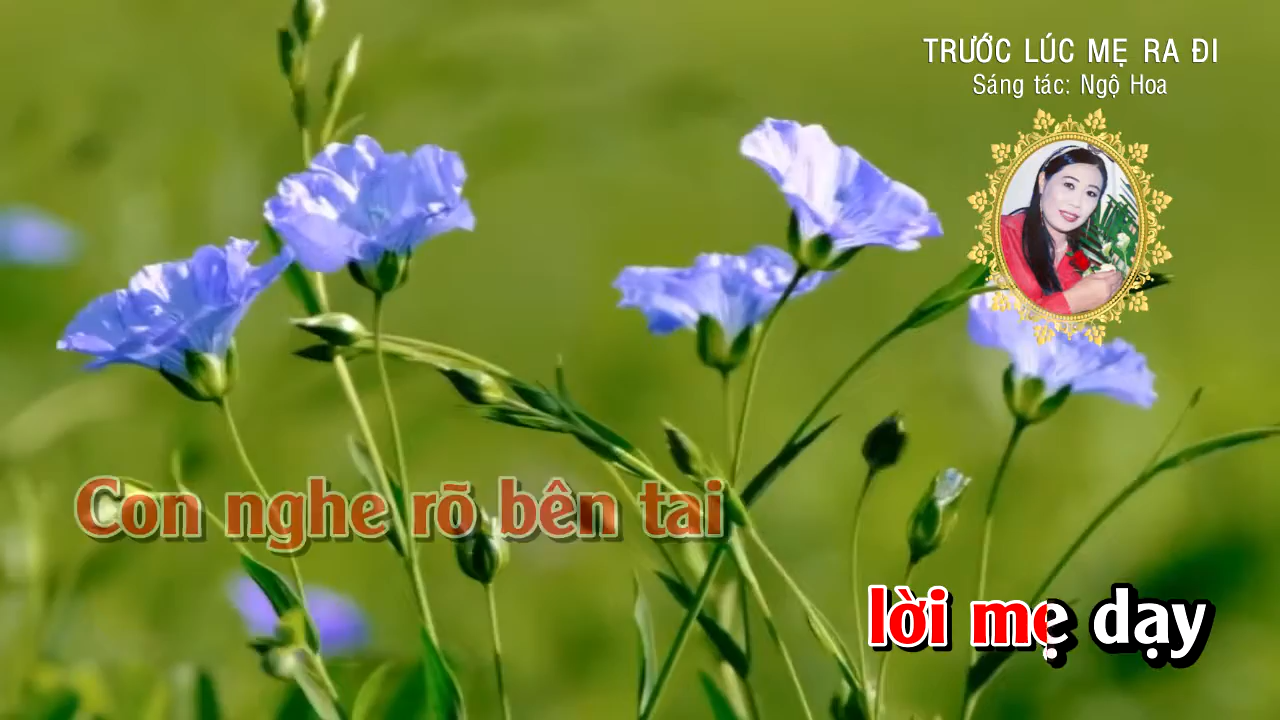 TRƯỚC LÚC MẸ RA ĐI
Sáng tác: Ngộ Hoa
Con nghe rõ bên tai
lời mẹ dạy